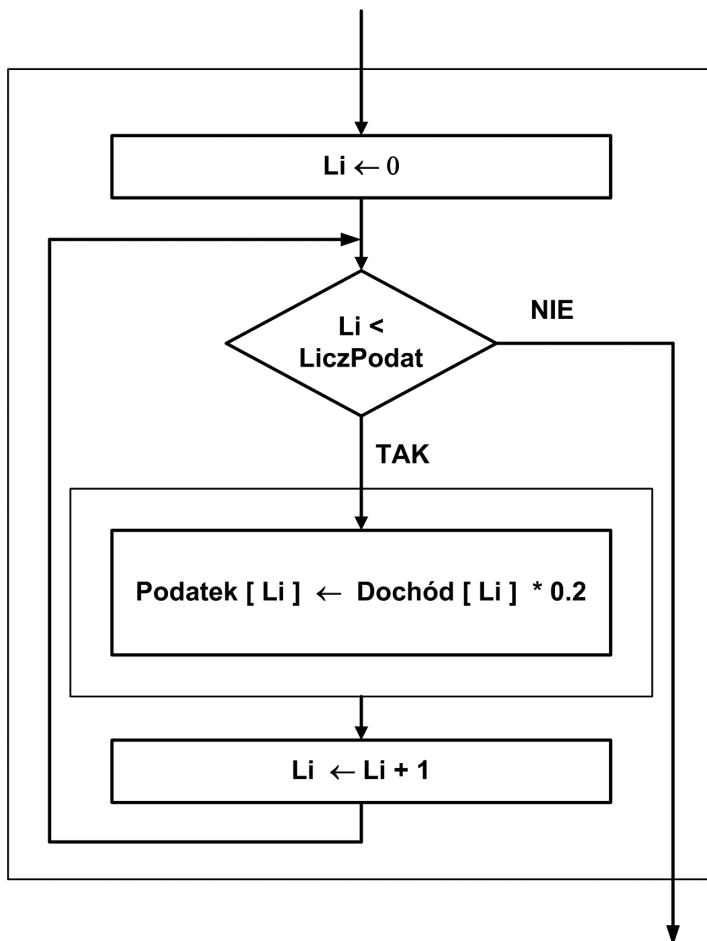 Li ← 0
Li <
LiczPodat
NIE
TAK
Podatek [ Li ] ← Dochód [ Li ] * 0.2
Li ← Li + 1